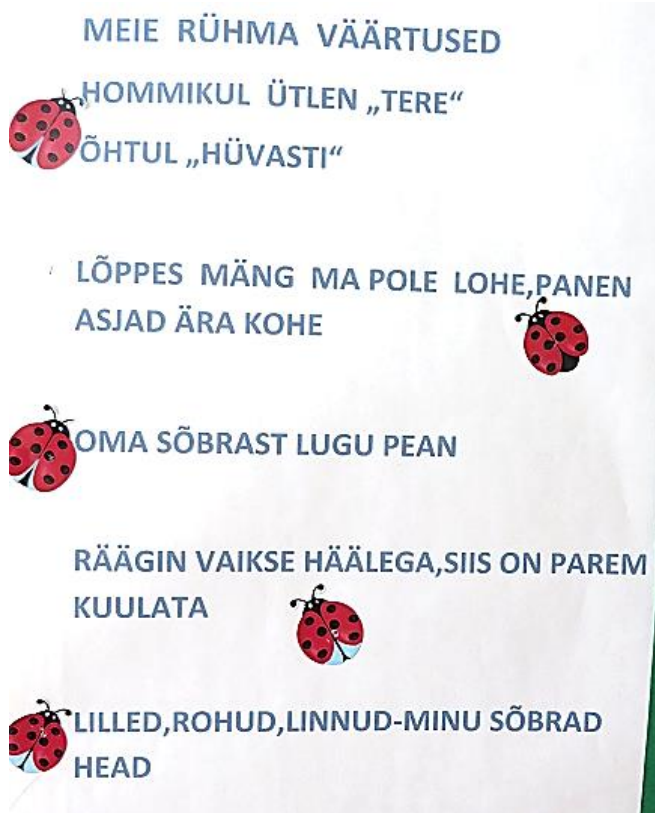 MEIE RÜHMA VÄÄRTUSED
HOMMIKUL ÜTLEN „TERE“
ÕHTUL „HÜVASTI“
LÕPPES MÄNG MA POLE LOHE,PANEN
ASJAD ÄRA KOHE
OMA SÕBRAST LUGU PEAN
RÄÄGIN VAIKSE HÄÄLEGA,SIIS ON PAREM
KUULATA
LILLED,ROHUD,LINNUD-MINU SÕBRAD
HEAD